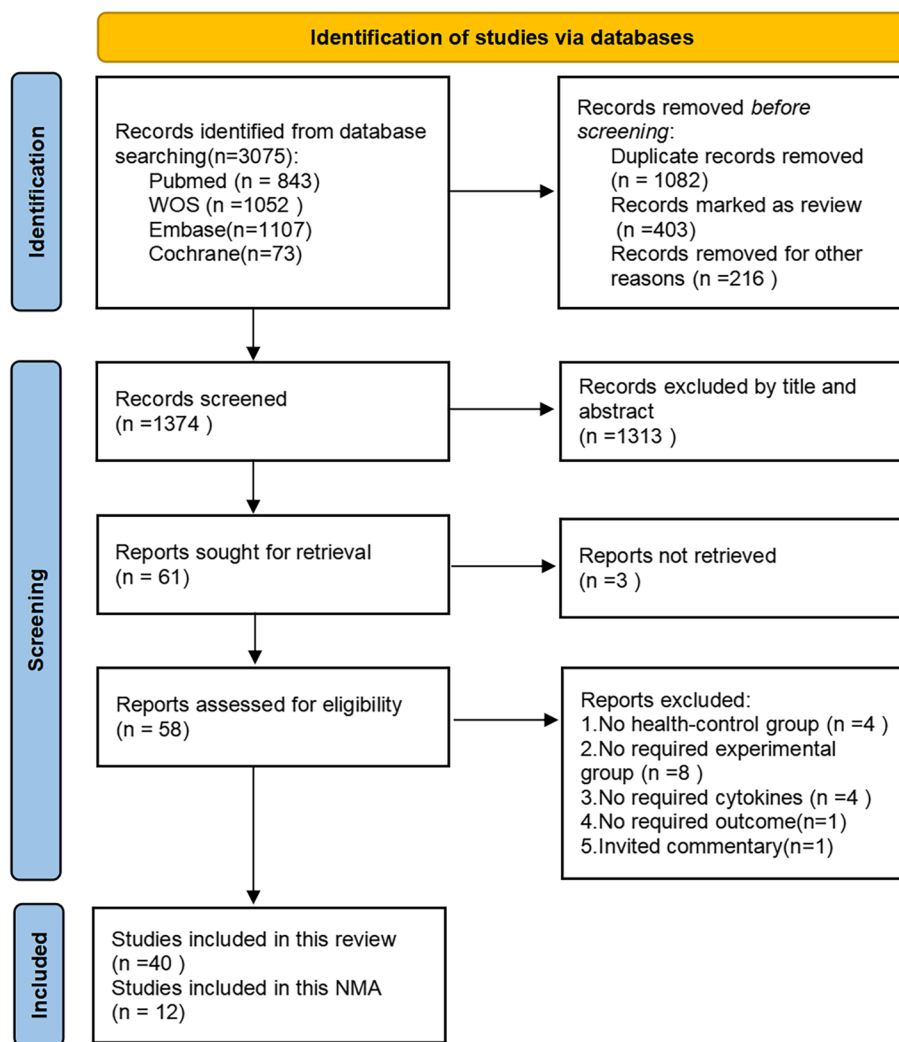 Identification of studies via databases
Identification
Records identified from database
searching(n=3075):
Pubmed (n = 843)
WOS (n =1052 )
Embase(n=1107)
Cochrane(n=73)
Records removed before
screening:
Duplicate records removed
(n = 1082)
Records marked as review
(n =403)
Records removed for other
reasons (n =216 )
Screening
Records screened
(n =1374 )
Records excluded by title and
abstract
(n =1313 )
Reports sought for retrieval
(n = 61)
Reports not retrieved
(n =3 )
Reports assessed for eligibility
(n = 58)
Reports excluded:
1.No health-control group (n =4 )
2.No required experimental
group (n =8 )
3.No required cytokines (n =4 )
4.No required outcome(n=1)
5.Invited commentary(n=1)
Included
Studies included in this review
(n =40 )
Studies included in this NMA
(n = 12)